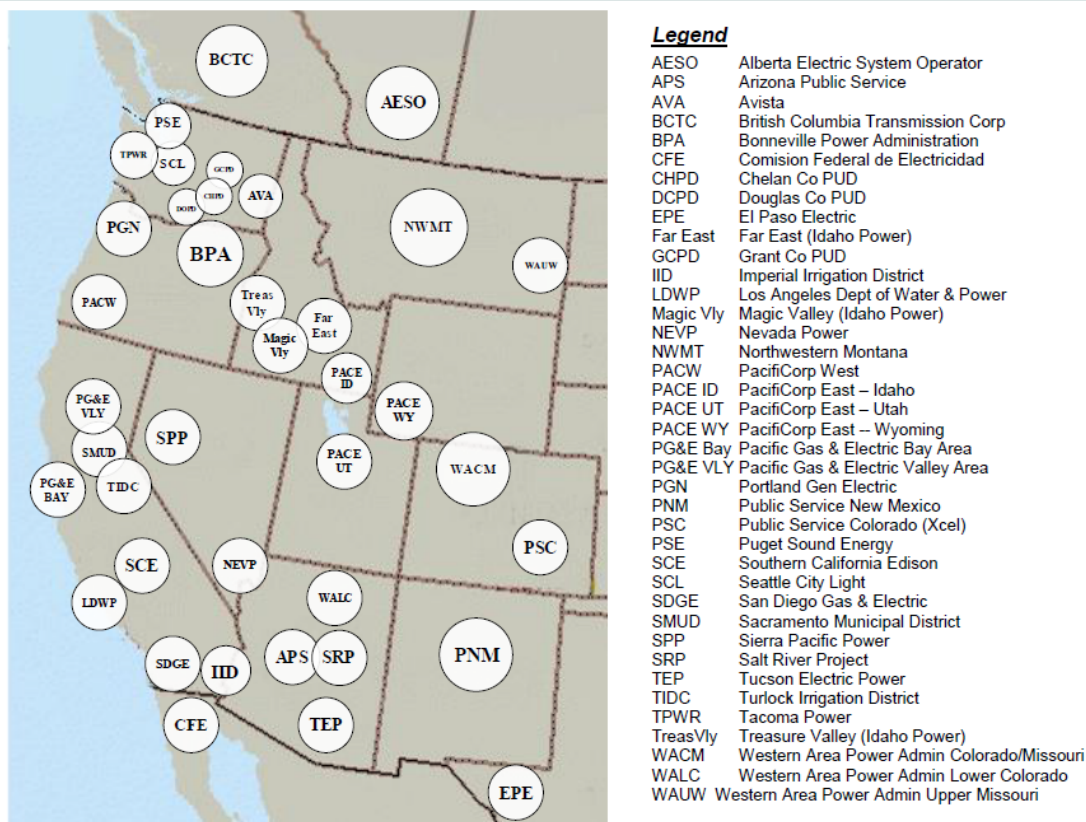 BCTC
AESO
PSE
TPWR
SCL
GCPD
CHPD
DOPD
AVA
PGN
BPA
NWMT
WAUW
PACW
Treas
Vly
Far
East
Magic
Vly
PACE
ID
PACE
WY
PG&E
VLY
SPP
SMUD
PACE
UT
WACM
PG&E
BAY
TIDC
PSC
SCE
NEVP
LDWP
WALC
SDGE
IID
APS
SRP
PNM
CFE
TEP
EPE
Legend
AESO Alberta Electric System Operator
APS Arizona Public Service
AVA Avista
BCTC British Columbia Transmission Corp
BPA Bonneville Power Administration
CFE Comision Federal de Electricidad
CHPD Chelan Co PUD
DCPD Douglas Co PUD
EPE El Paso Electric
Far East Far East (Idaho Power)
GCPD Grant Co PUD
IID Imperial Irrigation District
LDWP Los Angeles Dept of Water & Power
Magic Vly Magic Valley (Idaho Power)
NEVP Nevada Power
NWMT Northwestern Montana
PACW PacifiCorp West
PACE ID PacifiCorp East – Idaho
PACE UT PacifiCorp East – Utah
PACE WY PacifiCorp East -- Wyoming
PG&E Bay Pacific Gas & Electric Bay Area
PG&E VLY Pacific Gas & Electric Valley Area
PGN Portland Gen Electric
PNM Public Service New Mexico
PSC Public Service Colorado (Xcel)
PSE Puget Sound Energy
SCE Southern California Edison
SCL Seattle City Light
SDGE San Diego Gas & Electric
SMUD Sacramento Municipal District
SPP Sierra Pacific Power
SRP Salt River Project
TEP Tucson Electric Power
TIDC Turlock Irrigation District
TPWR Tacoma Power
TreasVly Treasure Valley (Idaho Power)
WACM Western Area Power Admin Colorado/Missouri
WALC Western Area Power Admin Lower Colorado
WAUW Western Area Power Admin Upper Missouri